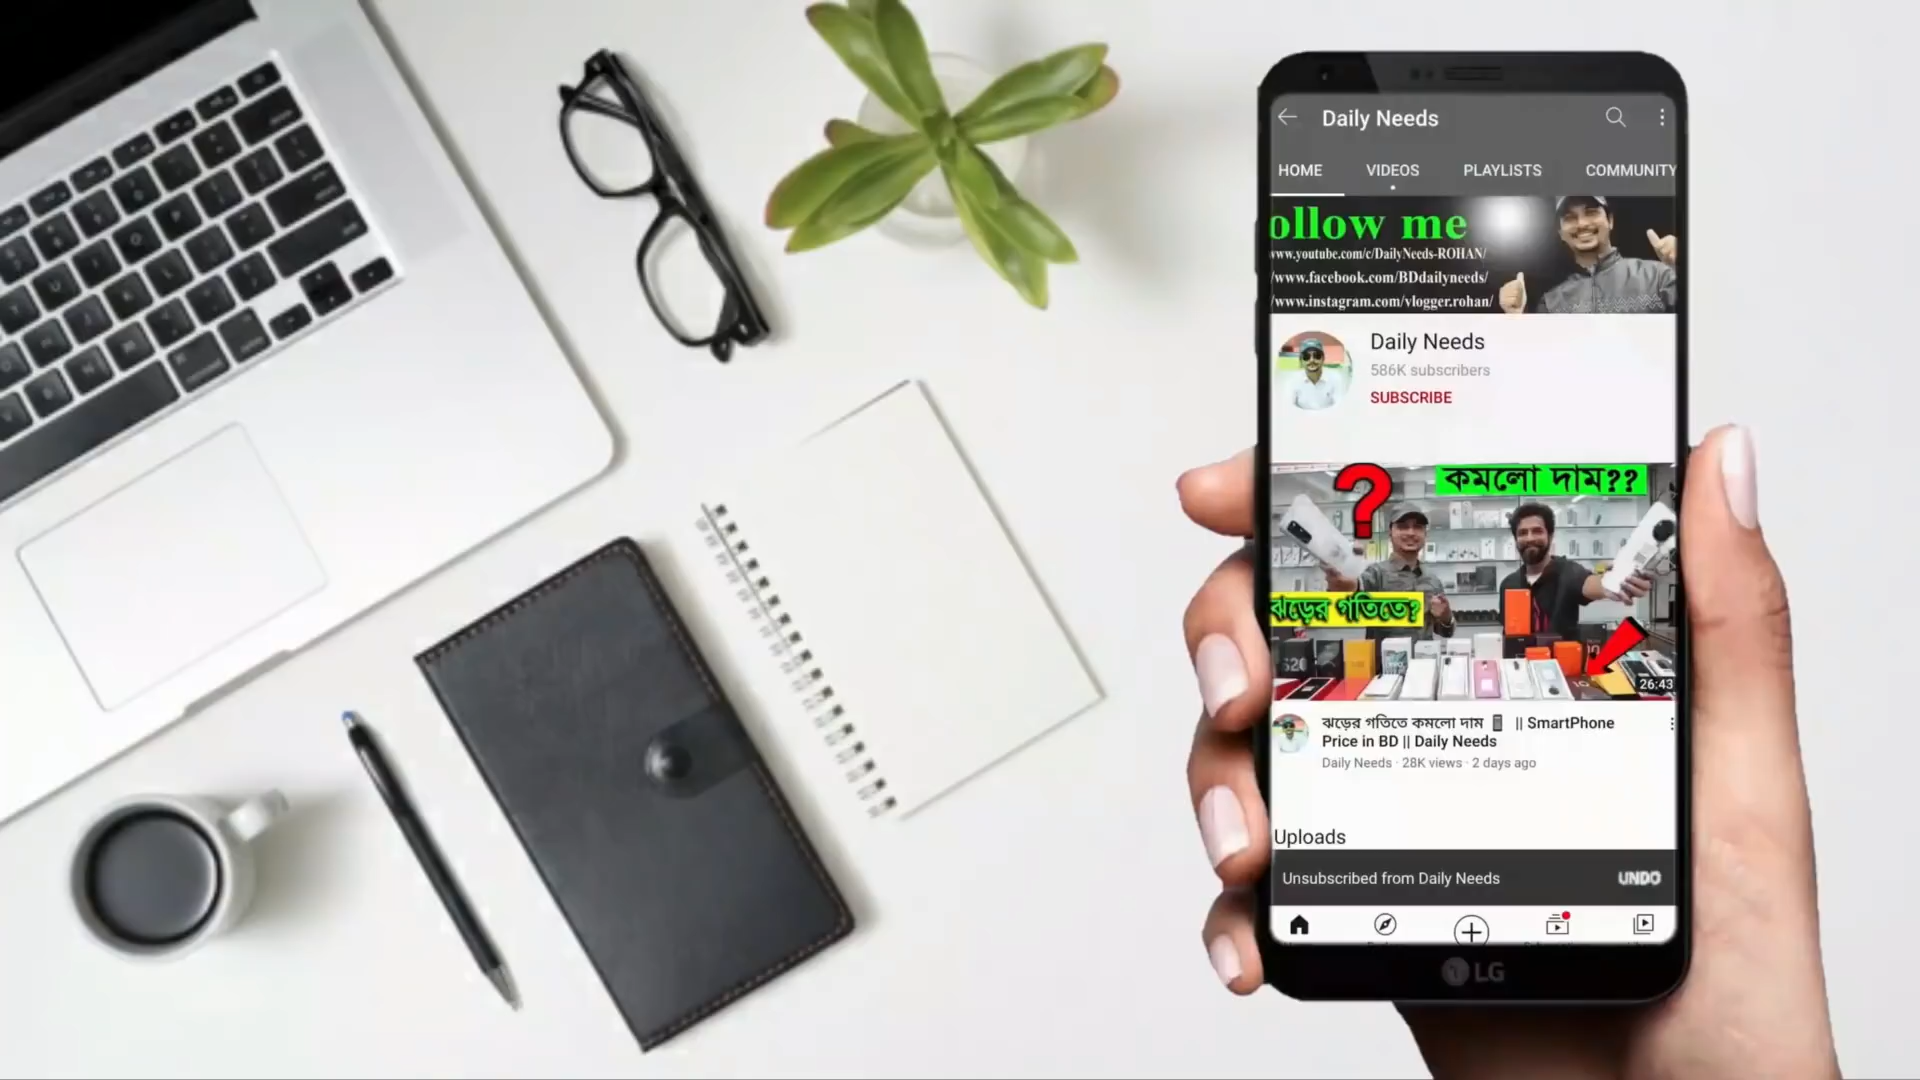 Daily Needs
HOME VIDEOS PLAYLISTS COMMUNITY
ollow me
www.youtube.com/c/DailyNeeds-ROHAN/
/www.facebook.com/BDdailyneeds/
/www.instagram.com/vlogger.rohan/
Daily Needs
586K subscribers
SUBSCRIBE
কমলো দাম??
?
ঝড়ের গতিতে?
S20
26:43
ঝড়ের গতিতে কমলো দাম || SmartPhone
Price in BD || Daily Needs
Daily Needs · 28K views · 2 days ago
Uploads
Unsubscribed from Daily Needs UNDO
LG